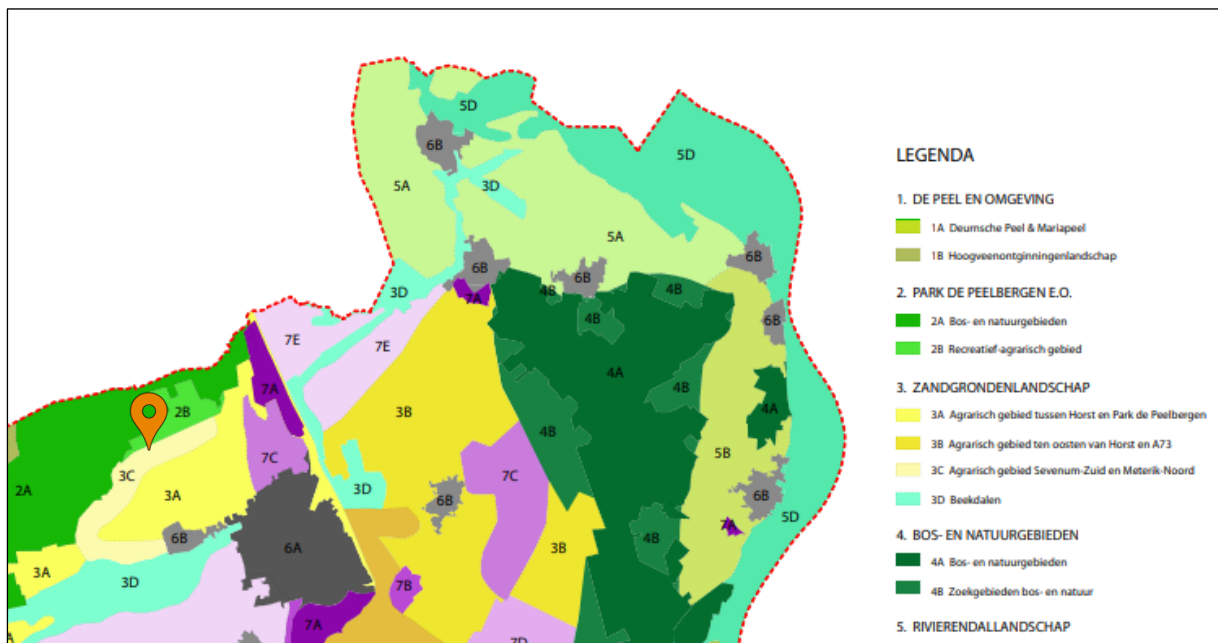 5D
6B
5D
5A
3D
5A
6B
6B
6B
3D
7A
4B
4B
4B
6B
7E
7E
4A
7A
4B
2B
3B
4A
4B
3C
7C
5B
3A
7C
2A
3D
6B
6B
5D
7A
6B
4B
6A
3B
3A
3D
7B
7A
7D
A
LEGENDA
1. DE PEEL EN OMGEVING
1A Deurnsche Peel & Mariapeel
1B Hoogveenontginningenlandschap
2. PARK DE PEELBERGEN E.O.
2A Bos- en natuurgebieden
2B Recreatief-agrarisch gebied
3. ZANDGRONDENLANDSCHAP
3A Agrarisch gebied tussen Horst en Park de Peelbergen
3B Agrarisch gebied ten oosten van Horst en A73
3C Agrarisch gebied Sevenum-Zuid en Meterik-Noord
3D Beekdalen
4. BOS- EN NATUURGEBIEDEN
4A Bos- en natuurgebieden
4B Zoekgebieden bos- en natuur
5. RIVIERENDALLANDSCHAP